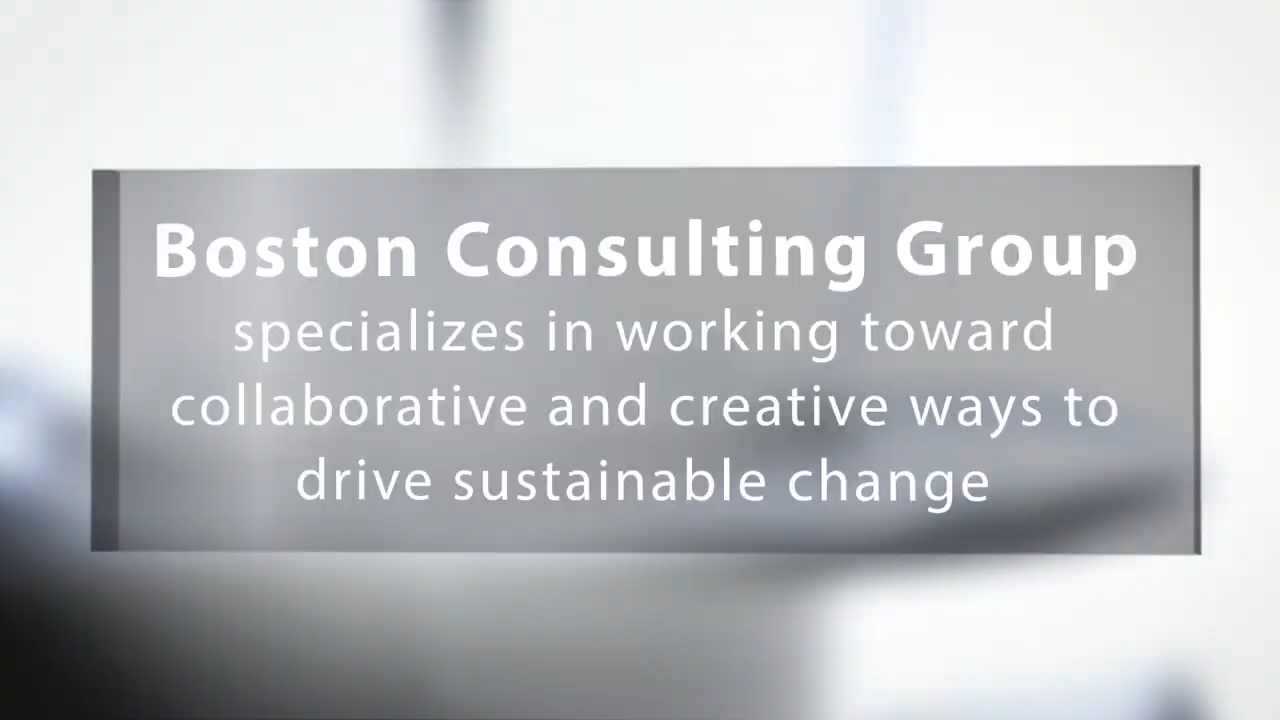 Boston Consulting Group
specializes in working toward
collaborative and creative ways to
drive sustainable change